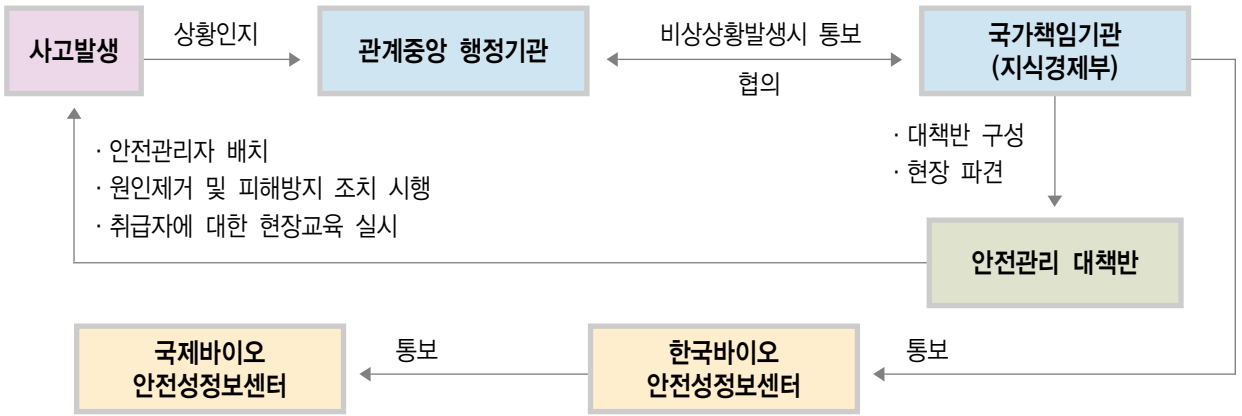 사고발생
상황인지
관계중앙 행정기관
비상상황발생시 통보
협의
국가책임기관
(지식경제부)
· 대책반 구성
· 현장 파견
· 안전관리자 배치
· 원인제거 및 피해방지 조치 시행
· 취급자에 대한 현장교육 실시
안전관리 대책반
국제바이오
안전성정보센터
통보
한국바이오
안전성정보센터
통보